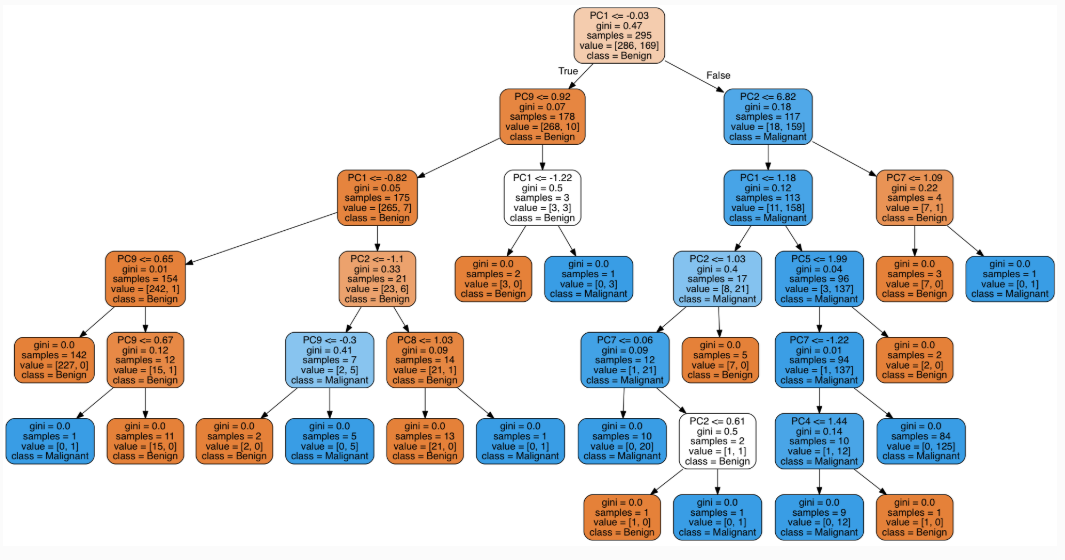 PC1 <= -0.03
gini = 0.47
samples = 295
value = [286, 169]
class = Benign
True
False
PC9 <= 0.92
gini = 0.07
samples = 178
value = [268, 10]
class = Benign
PC2 <= 6.82
gini = 0.18
samples = 117
value = [18, 159]
class = Malignant
PC1 <= -0.82
gini = 0.05
samples = 175
value = [265, 7]
class = Benign
PC1 <= -1.22
gini = 0.5
samples = 3
value = [3, 3]
class = Benign
PC1 <= 1.18
gini = 0.12
samples = 113
value = [11, 158]
class = Malignant
PC7 <= 1.09
gini = 0.22
samples = 4
value = [7, 1]
class = Benign
PC9 <= 0.65
gini = 0.01
samples = 154
value = [242, 1]
class = Benign
PC2 <= -1.1
gini = 0.33
samples = 21
value = [23, 6]
class = Benign
gini = 0.0
samples = 2
value = [3, 0]
class = Benign
gini = 0.0
samples = 1
value = [0, 3]
class = Malignant
PC2 <= 1.03
gini = 0.4
samples = 17
value = [8, 21]
class = Malignant
PC5 <= 1.99
gini = 0.04
samples = 96
value = [3, 137]
class = Malignant
gini = 0.0
samples = 3
value = [7, 0]
class = Benign
gini = 0.0
samples = 1
value = [0, 1]
class = Malignant
gini = 0.0
samples = 142
value = [227, 0]
class = Benign
PC9 <= 0.67
gini = 0.12
samples = 12
value = [15, 1]
class = Benign
PC9 <= -0.3
gini = 0.41
samples = 7
value = [2, 5]
class = Malignant
PC8 <= 1.03
gini = 0.09
samples = 14
value = [21, 1]
class = Benign
PC7 <= 0.06
gini = 0.09
samples = 12
value = [1, 21]
class = Malignant
gini = 0.0
samples = 5
value = [7, 0]
class = Benign
PC7 <= -1.22
gini = 0.01
samples = 94
value = [1, 137]
class = Malignant
gini = 0.0
samples = 2
value = [2, 0]
class = Benign
gini = 0.0
samples = 1
value = [0, 1]
class = Malignant
gini = 0.0
samples = 11
value = [15, 0]
class = Benign
gini = 0.0
samples = 2
value = [2, 0]
class = Benign
gini = 0.0
samples = 5
value = [0, 5]
class = Malignant
gini = 0.0
samples = 13
value = [21, 0]
class = Benign
gini = 0.0
samples = 1
value = [0, 1]
class = Malignant
gini = 0.0
samples = 10
value = [0, 20]
class = Malignant
PC2 <= 0.61
gini = 0.5
samples = 2
value = [1, 1]
class = Benign
PC4 <= 1.44
gini = 0.14
samples = 10
value = [1, 12]
class = Malignant
gini = 0.0
samples = 84
value = [0, 125]
class = Malignant
gini = 0.0
samples = 1
value = [1, 0]
class = Benign
gini = 0.0
samples = 1
value = [0, 1]
class = Malignant
gini = 0.0
samples = 9
value = [0, 12]
class = Malignant
gini = 0.0
samples = 1
value = [1, 0]
class = Benign